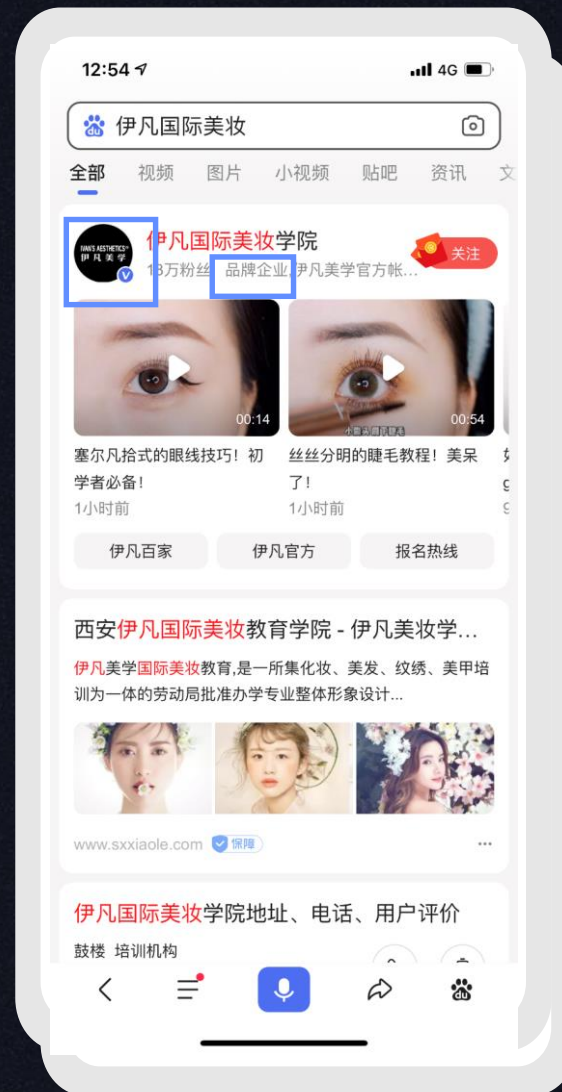 12:54
4G
du
伊凡国际美妆
全部 视频 图片 小视频 贴吧 资讯 文
IVAN'S AESTHETICS
伊凡美学
伊凡国际美妆学院
关注
18万粉丝 品牌企业,伊凡美学官方帐...
00:14
00:54
塞尔凡拾式的眼线技巧！初
学者必备！
1小时前
丝丝分明的睫毛教程！美呆
了！
1小时前
伊凡百家
伊凡官方
报名热线
西安伊凡国际美妆教育学院 - 伊凡美妆学...
伊凡美学国际美妆教育,是一所集化妆、美发、纹绣、美甲培
训为一体的劳动局批准办学专业整体形象设计...
www.sxxiaole.com 保障
伊凡国际美妆学院地址、电话、用户评价
鼓楼 培训机构
du